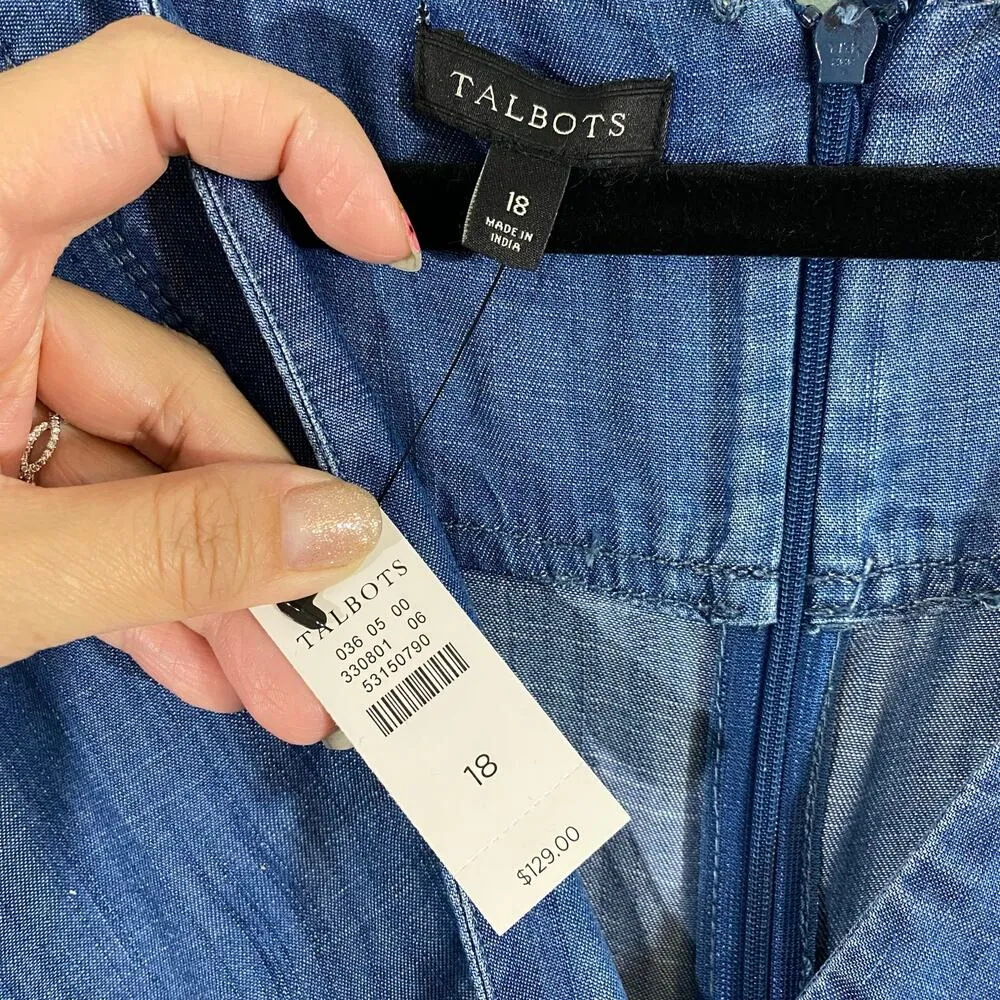 TALBOTS
18
MADE IN
INDIA
TALBOTS
036 05 00
330801 06
53150790
18
$129.00